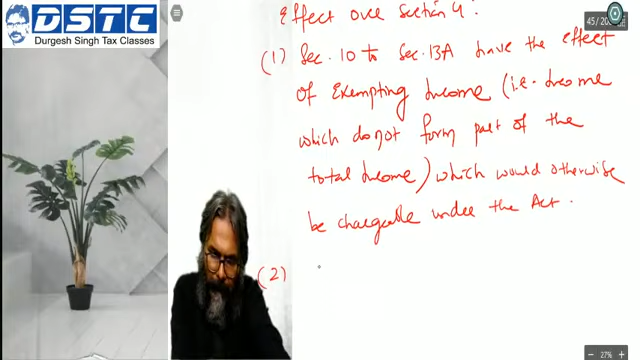 DSTC
Durgesh Singh Tax Classes
Effect over Section 4.
(1) Sec. 10 to Sec. 13A have the effect
of Exempting Income (i.e. Income
which do not form part of the
total Income) which would otherwise
be chargeable under the Act.
(2)
45/20
27%